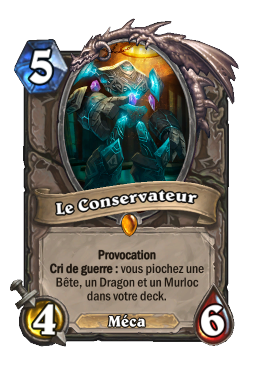 5
Le Conservateur
Provocation
Cri de guerre : vous piochez une
Bête, un Dragon et un Murloc
dans votre deck.
4
Méca
6